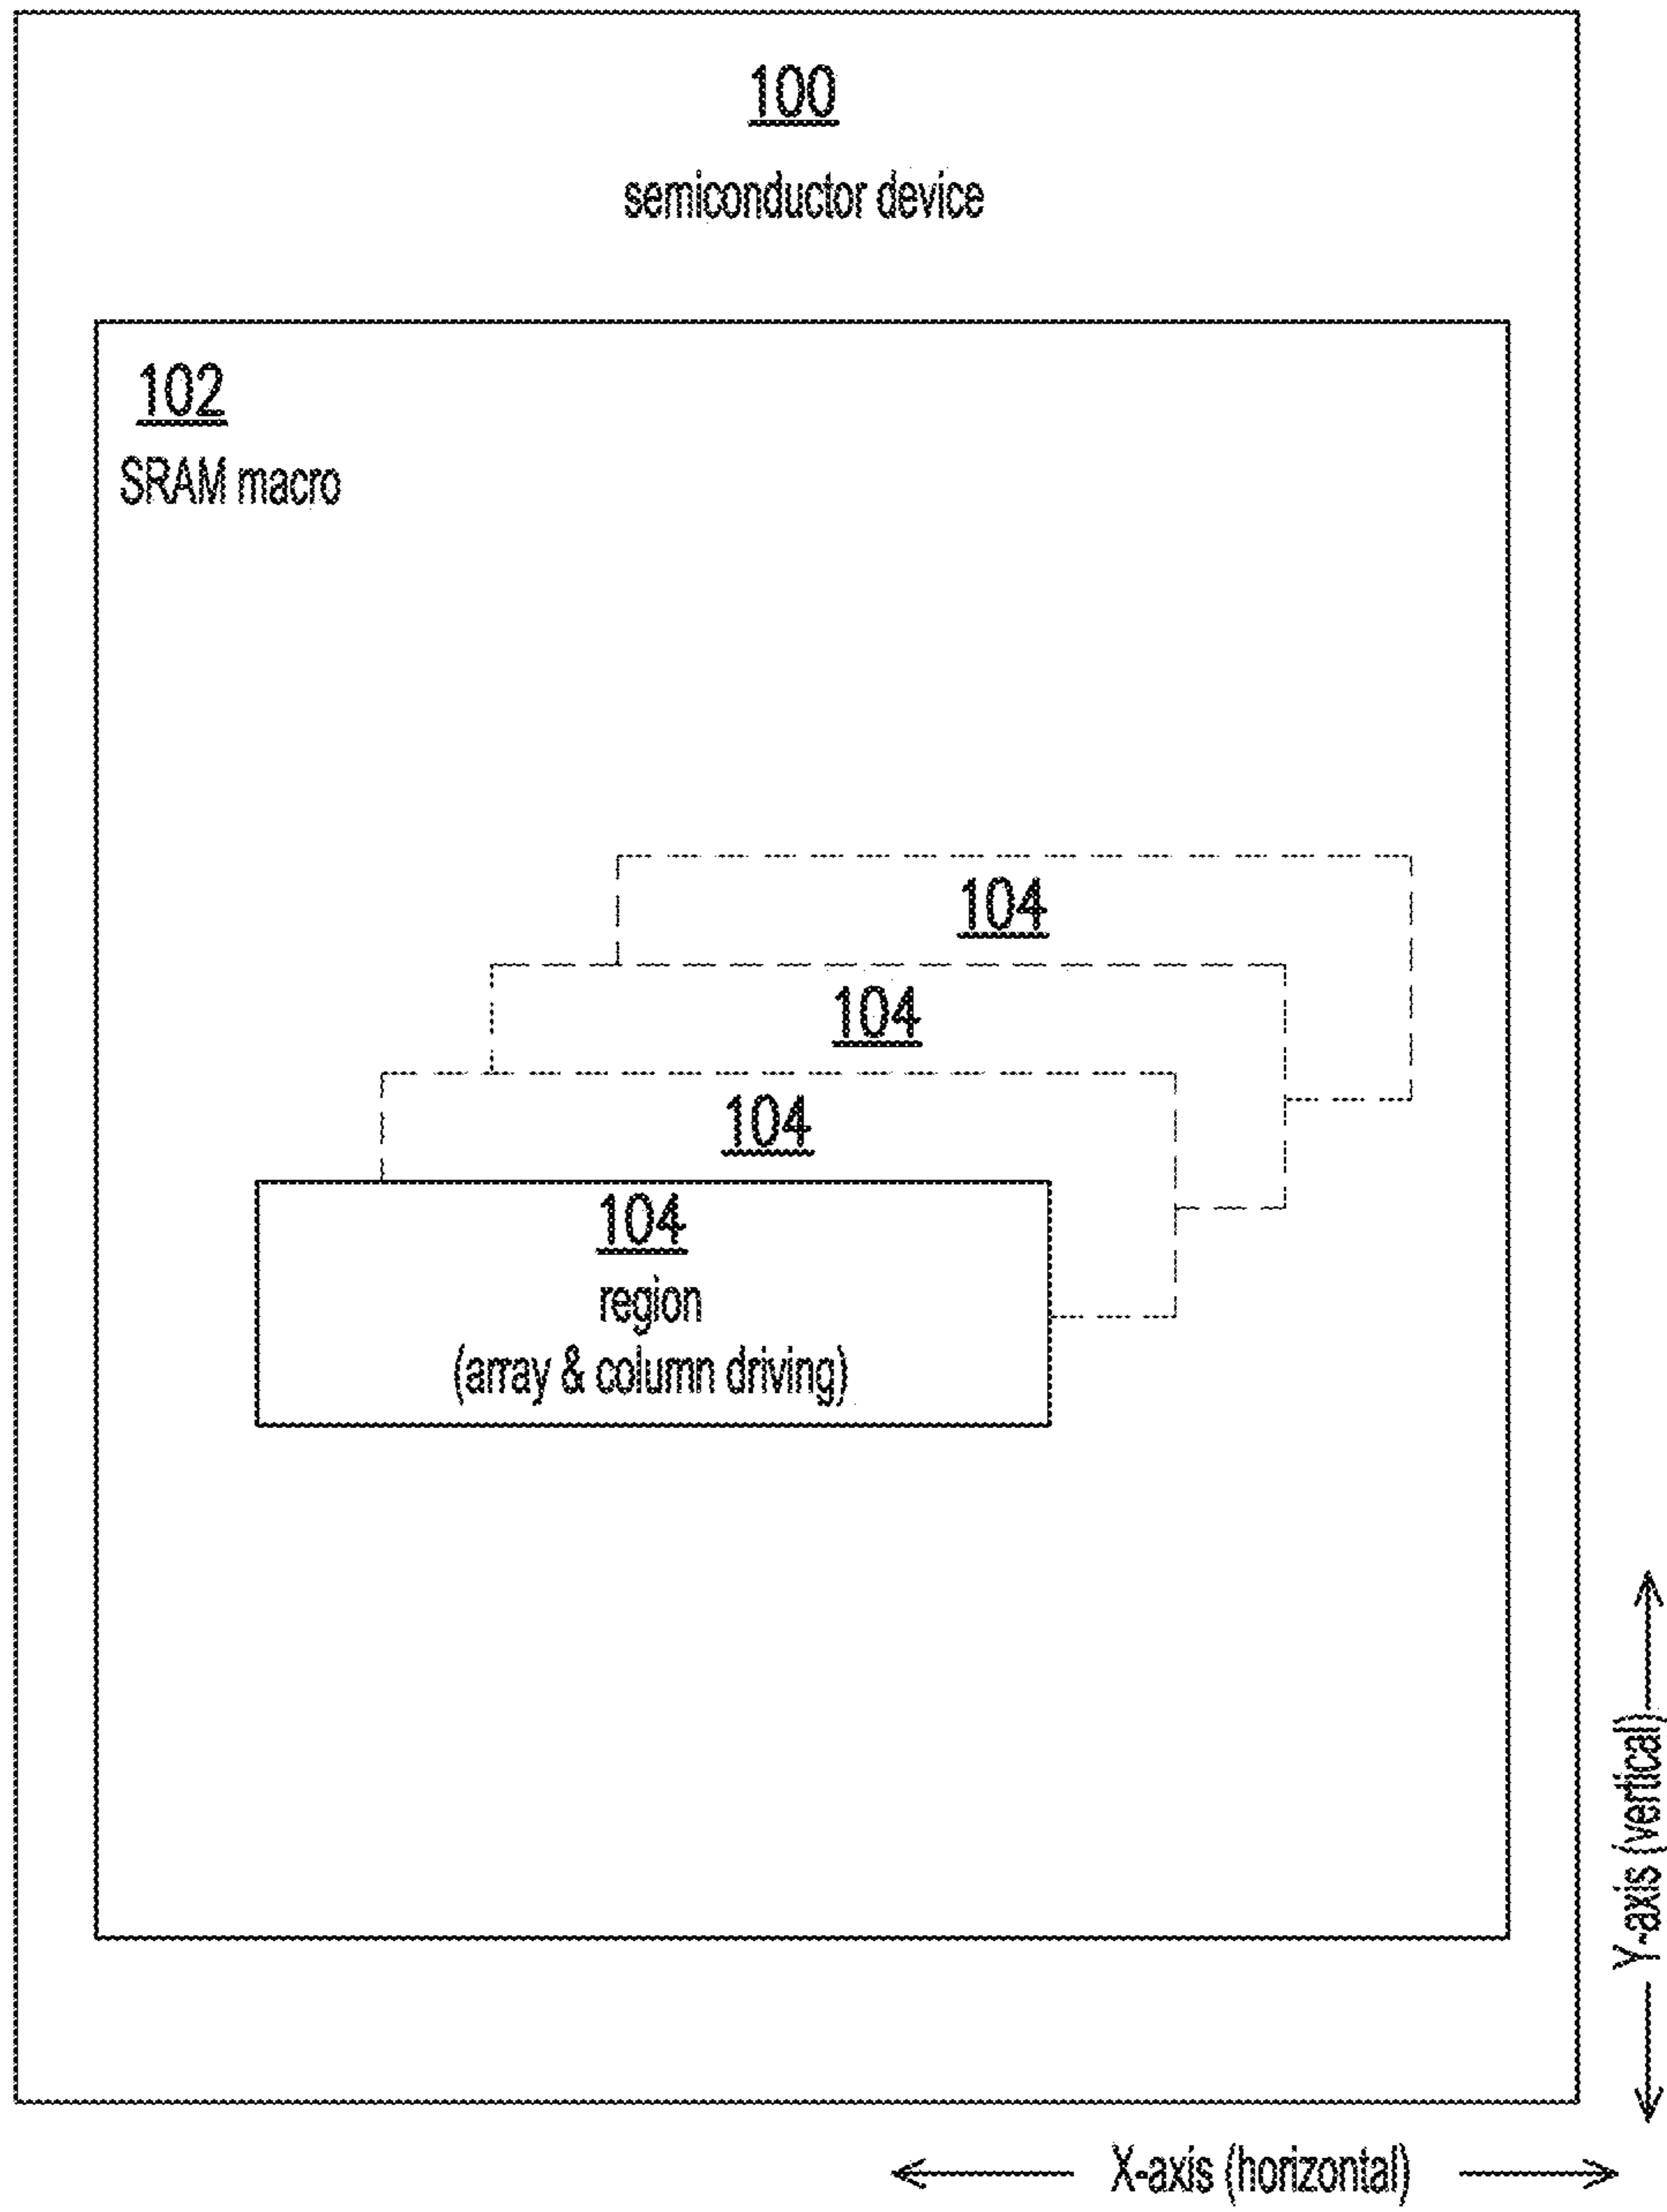 100
semiconductor device
102
SRAM macro
104
104
104
104
region
(array & column driving)
Y-axis (vertical)
X-axis (horizontal)